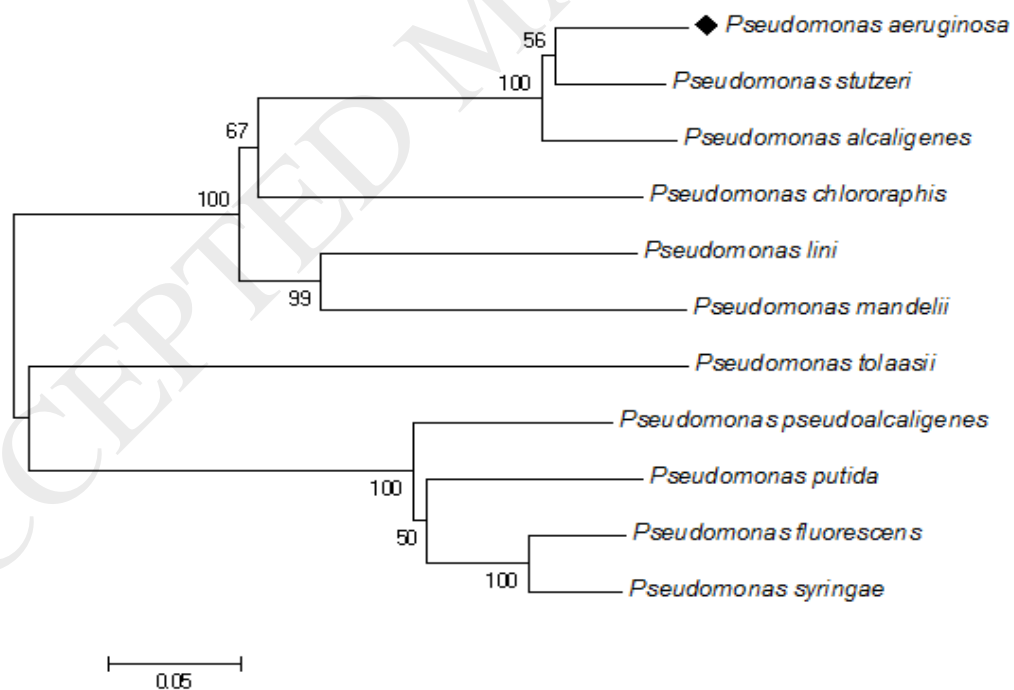 Pseudomonas aeruginosa
56
Pseudomonas stutzeri
100
Pseudomonas alcaligenes
67
Pseudomonas chlororaphis
100
Pseudomonas lini
99
Pseudomonas mandelii
Pseudomonas tolaasii
Pseudomonas pseudoalcaligenes
100
Pseudomonas putida
50
Pseudomonas fluorescens
100
Pseudomonas syringae
0.05
CCEPTED M